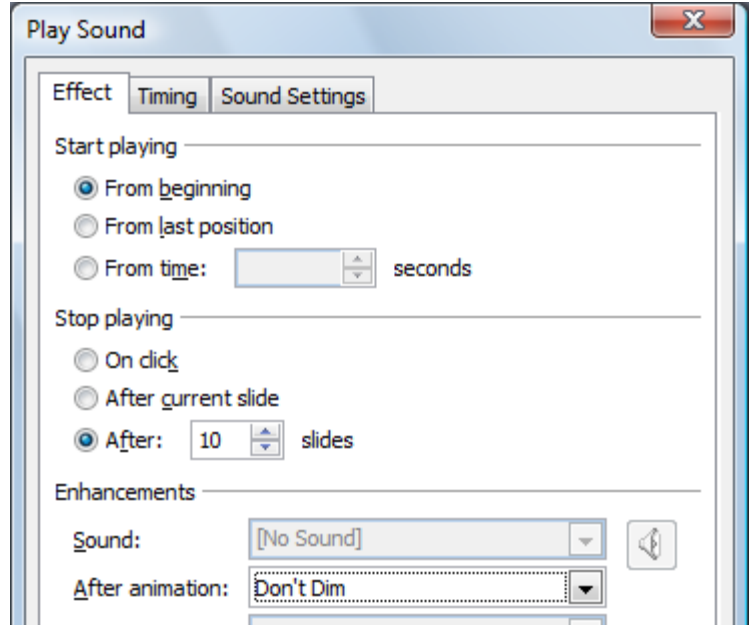 Play Sound
Effect Timing Sound Settings
Start playing
From beginning
From last position
From time: seconds
Stop playing
On click
After current slide
After: 10 slides
Enhancements
Sound: [No Sound]
After animation: Don't Dim